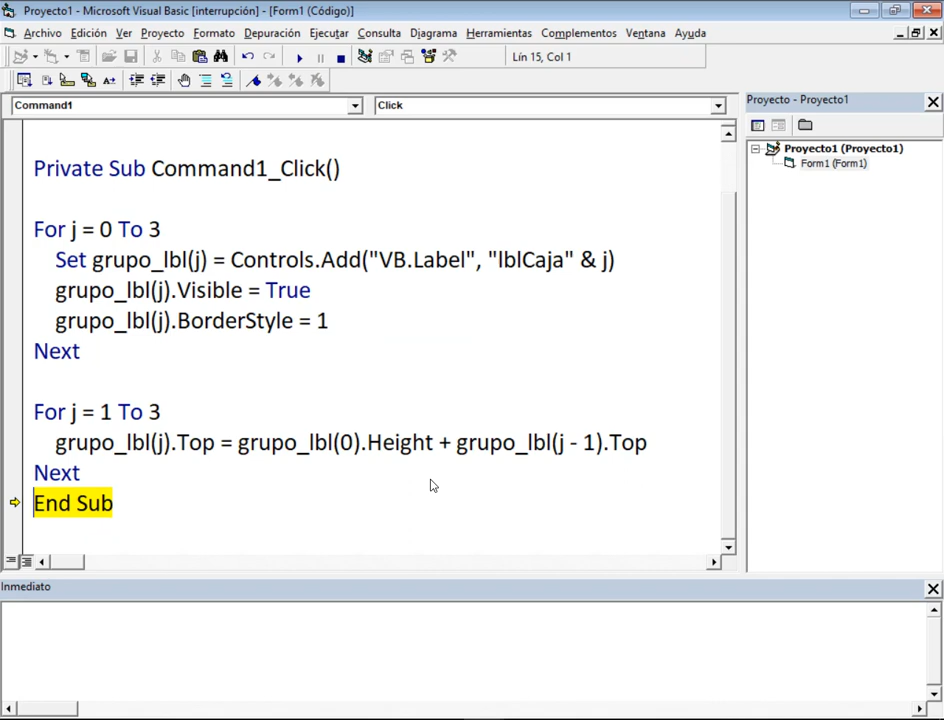 Proyecto1 - Microsoft Visual Basic [interrupción] - [Form1 (Código)]
Archivo Edición Ver Proyecto Formato Depuración Ejecutar Consulta Diagrama Herramientas Complementos Ventana Ayuda
Lín 15, Col 1
Command1 Click
Proyecto - Proyecto1
Proyecto1 (Proyecto1)
Form1 (Form1)
Private Sub Command1_Click()
For j = 0 To 3
Set grupo_lbl(j) = Controls.Add("VB.Label", "lblCaja" & j)
grupo_lbl(j).Visible = True
grupo_lbl(j).BorderStyle = 1
Next
For j = 1 To 3
grupo_lbl(j).Top = grupo_lbl(0).Height + grupo_lbl(j - 1).Top
Next
End Sub
Inmediato